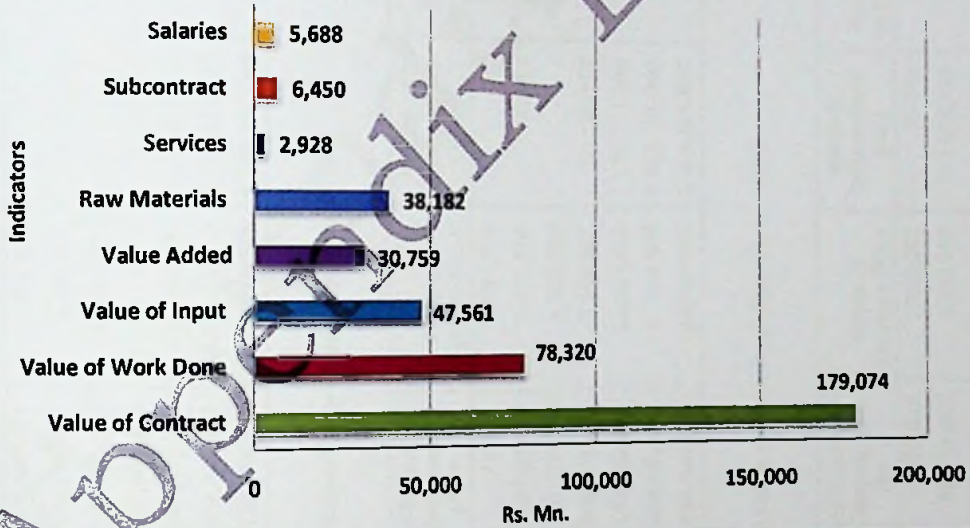 Salaries 5,688
Subcontract 6,450
Services 2,928
Raw Materials 38,182
Value Added 30,759
Value of Input 47,561
Value of Work Done 78,320
Value of Contract 179,074
Indicators
0 50,000 100,000 150,000 200,000
Rs. Mn.